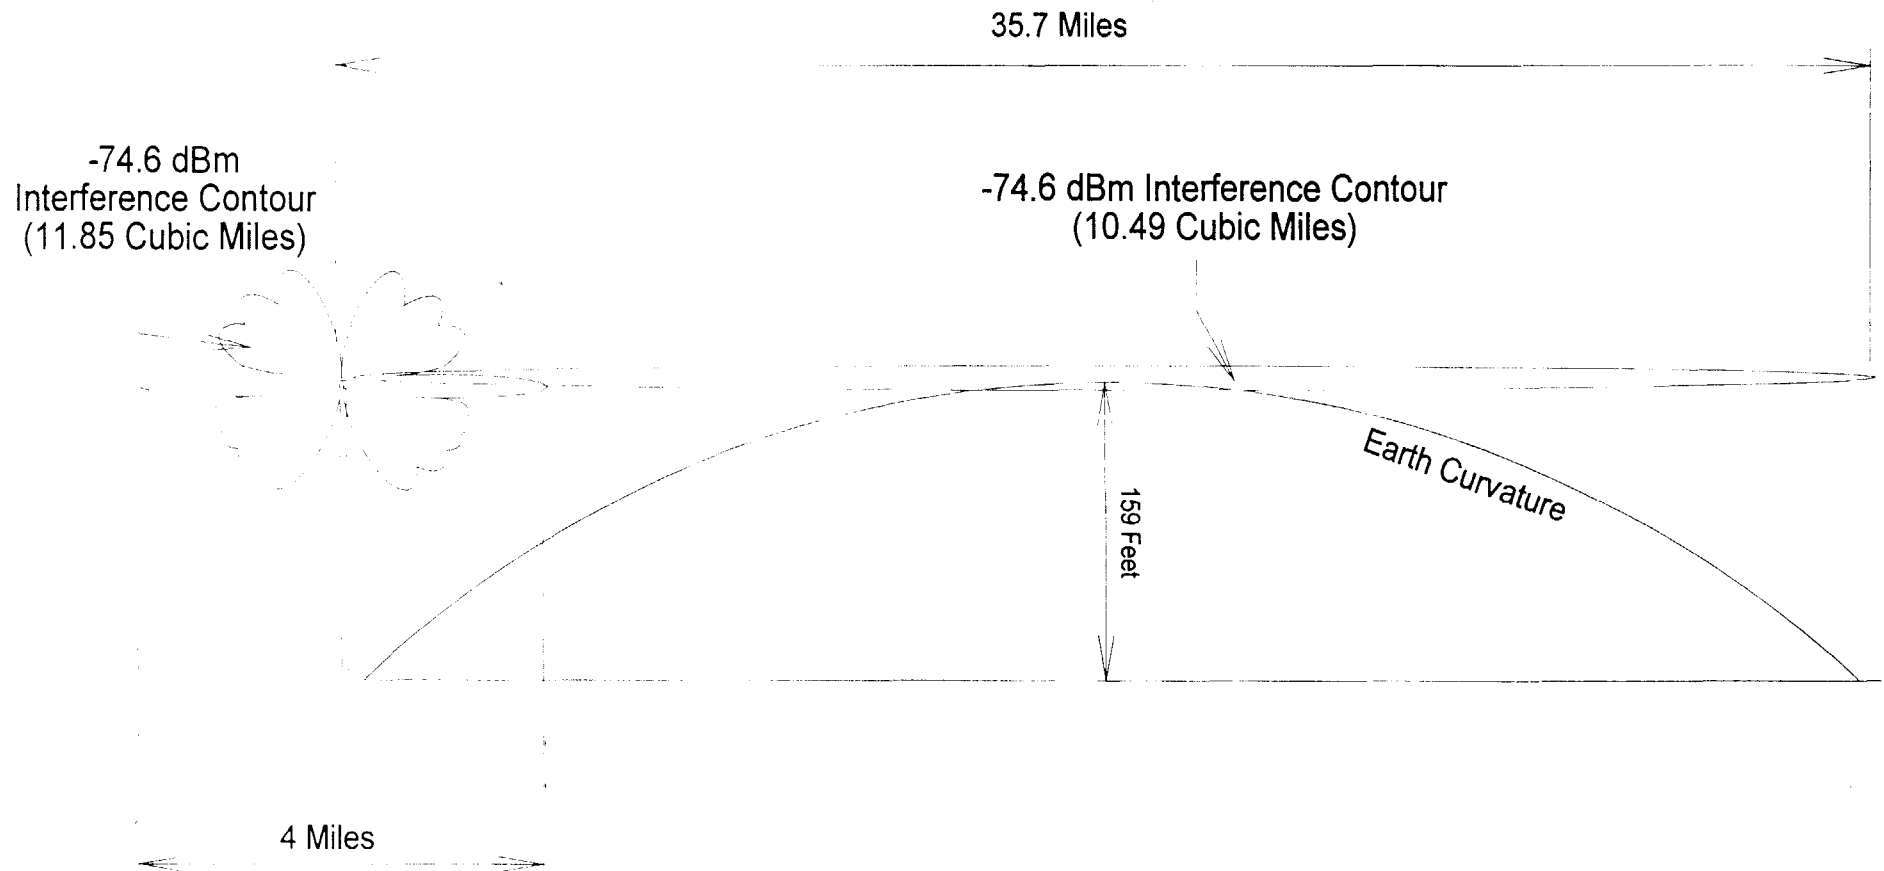 35.7 Miles
-74.6 dBm
Interference Contour
(11.85 Cubic Miles)
-74.6 dBm Interference Contour
(10.49 Cubic Miles)
Earth Curvature
159 Feet
4 Miles